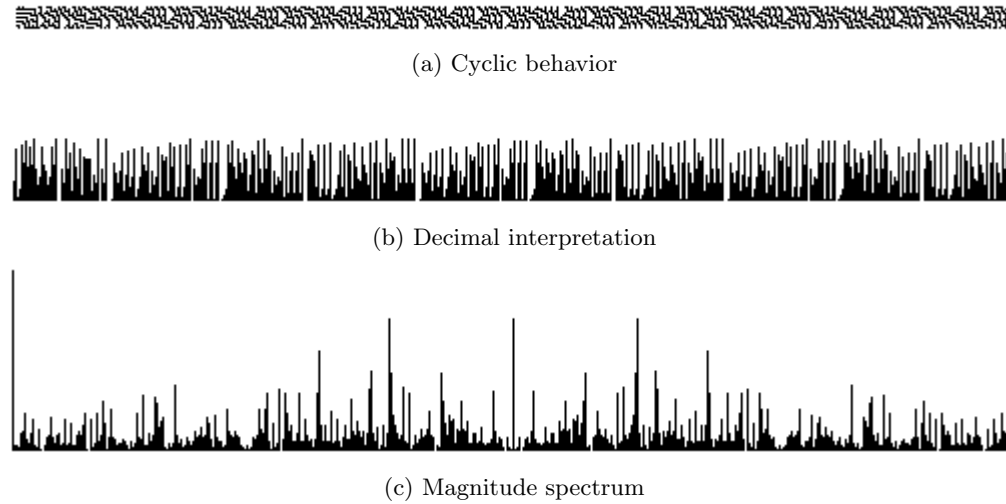 (a) Cyclic behavior
(b) Decimal interpretation
(c) Magnitude spectrum